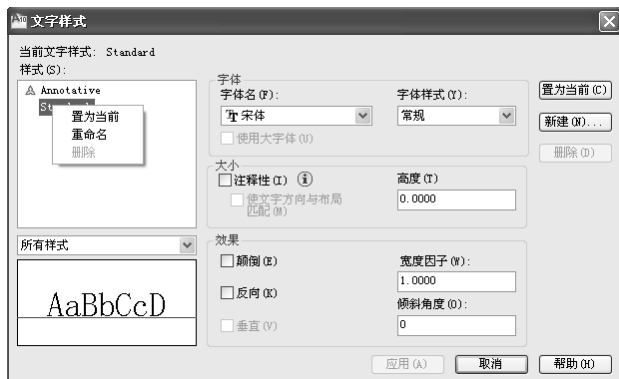 文字样式
当前文字样式: Standard
样式(S):
Annotative
置为当前
重命名
删除
所有样式
AaBbCcD
字体
字体名(F):
宋体
使用大字体(U)
字体样式(Y):
常规
大小
注释性(I)
使文字方向与布局
匹配(M)
高度(T)
0.0000
效果
颠倒(E)
反向(K)
垂直(V)
宽度因子(W):
1.0000
倾斜角度(O):
0
置为当前(C)
新建(N)...
删除(D)
应用(A)
取消
帮助(H)